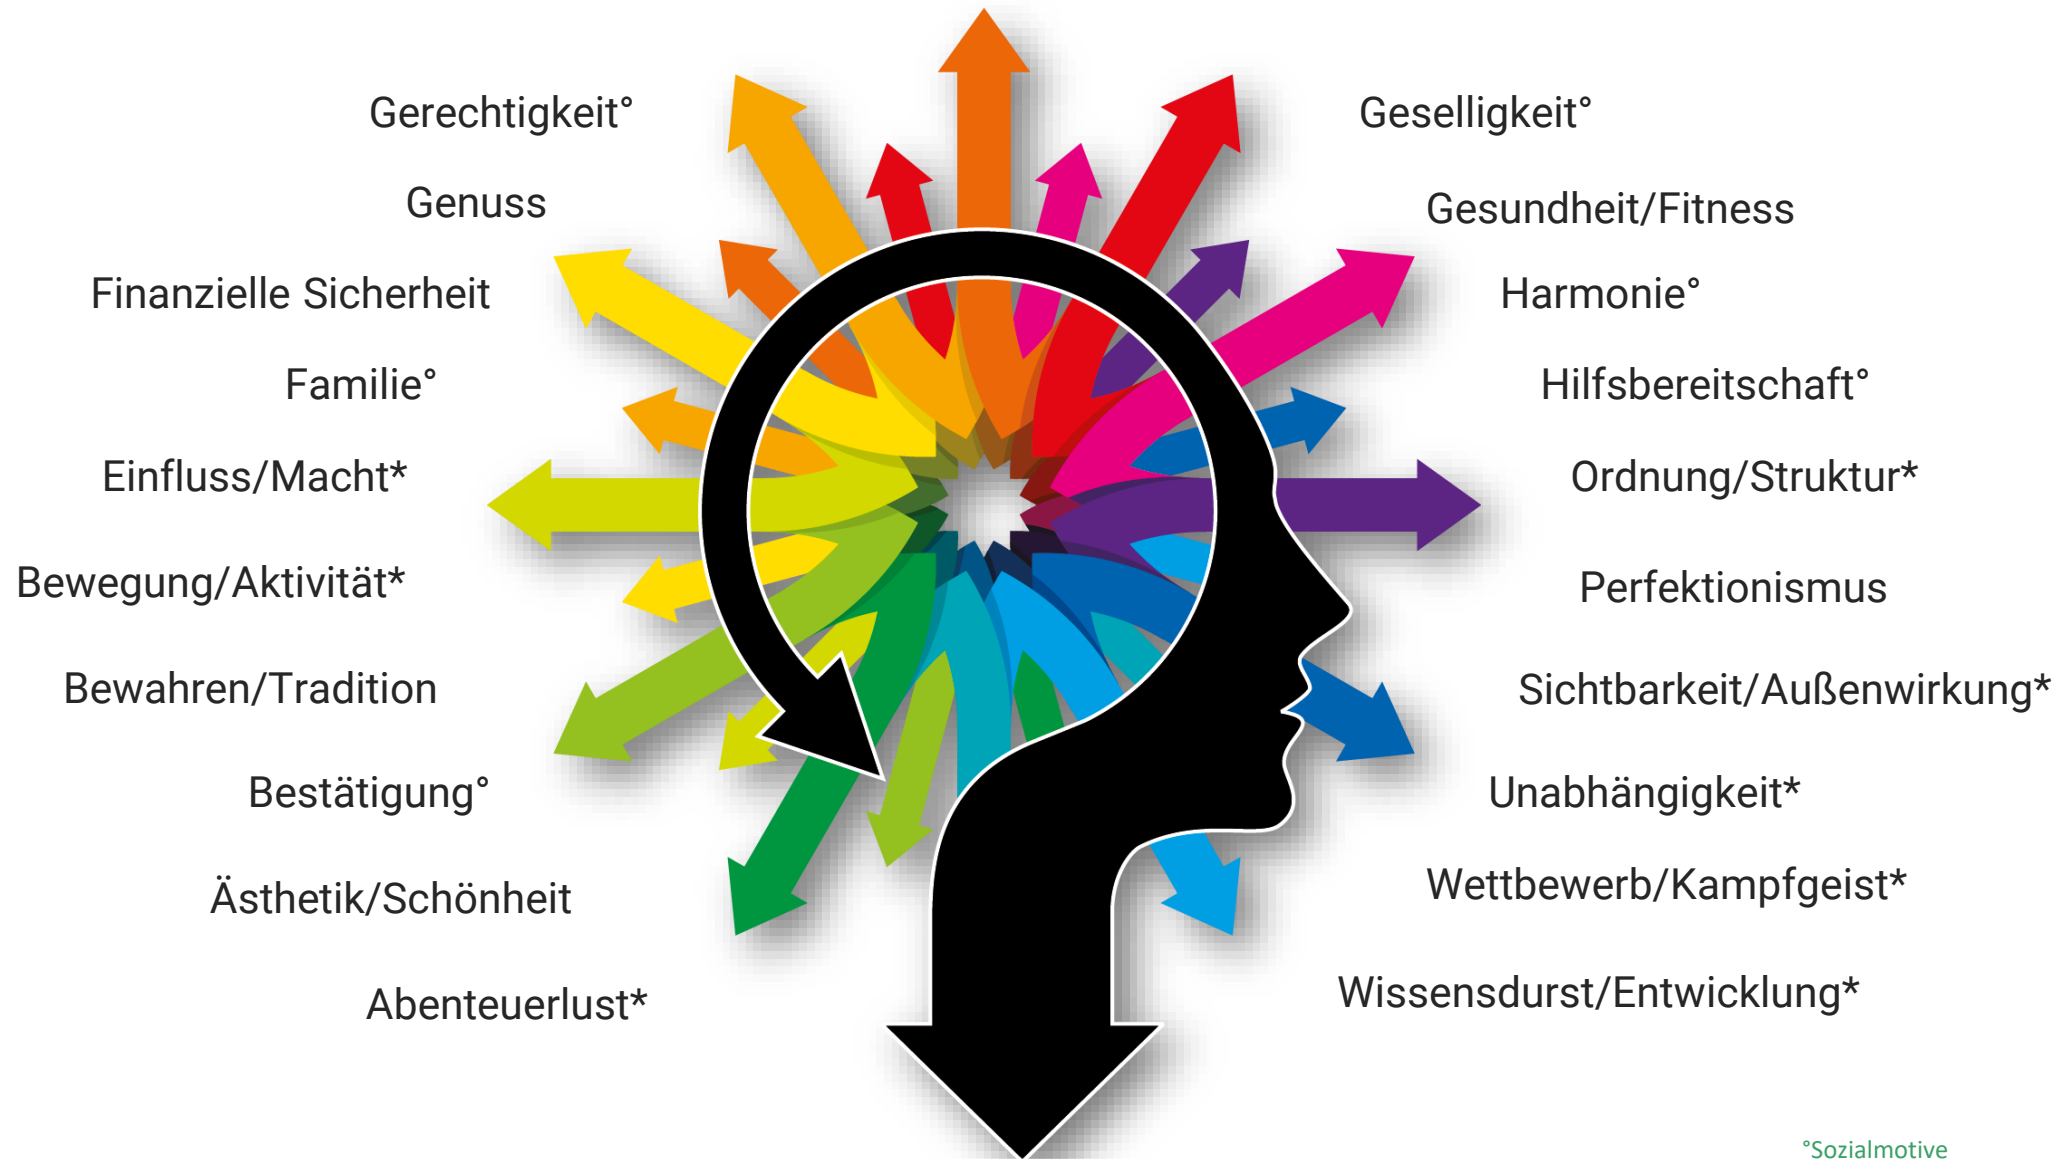 Gerechtigkeit°
Genuss
Finanzielle Sicherheit
Familie°
Einfluss/Macht*
Bewegung/Aktivität*
Bewahren/Tradition
Bestätigung°
Ästhetik/Schönheit
Abenteuerlust*
Geselligkeit°
Gesundheit/Fitness
Harmonie°
Hilfsbereitschaft°
Ordnung/Struktur*
Perfektionismus
Sichtbarkeit/Außenwirkung*
Unabhängigkeit*
Wettbewerb/Kampfgeist*
Wissensdurst/Entwicklung*
°Sozialmotive